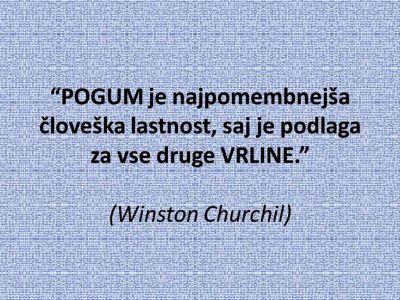 “POGUM je najpomembnejša
človeška lastnost, saj je podlaga
za vse druge VRLINE.”
(Winston Churchil)